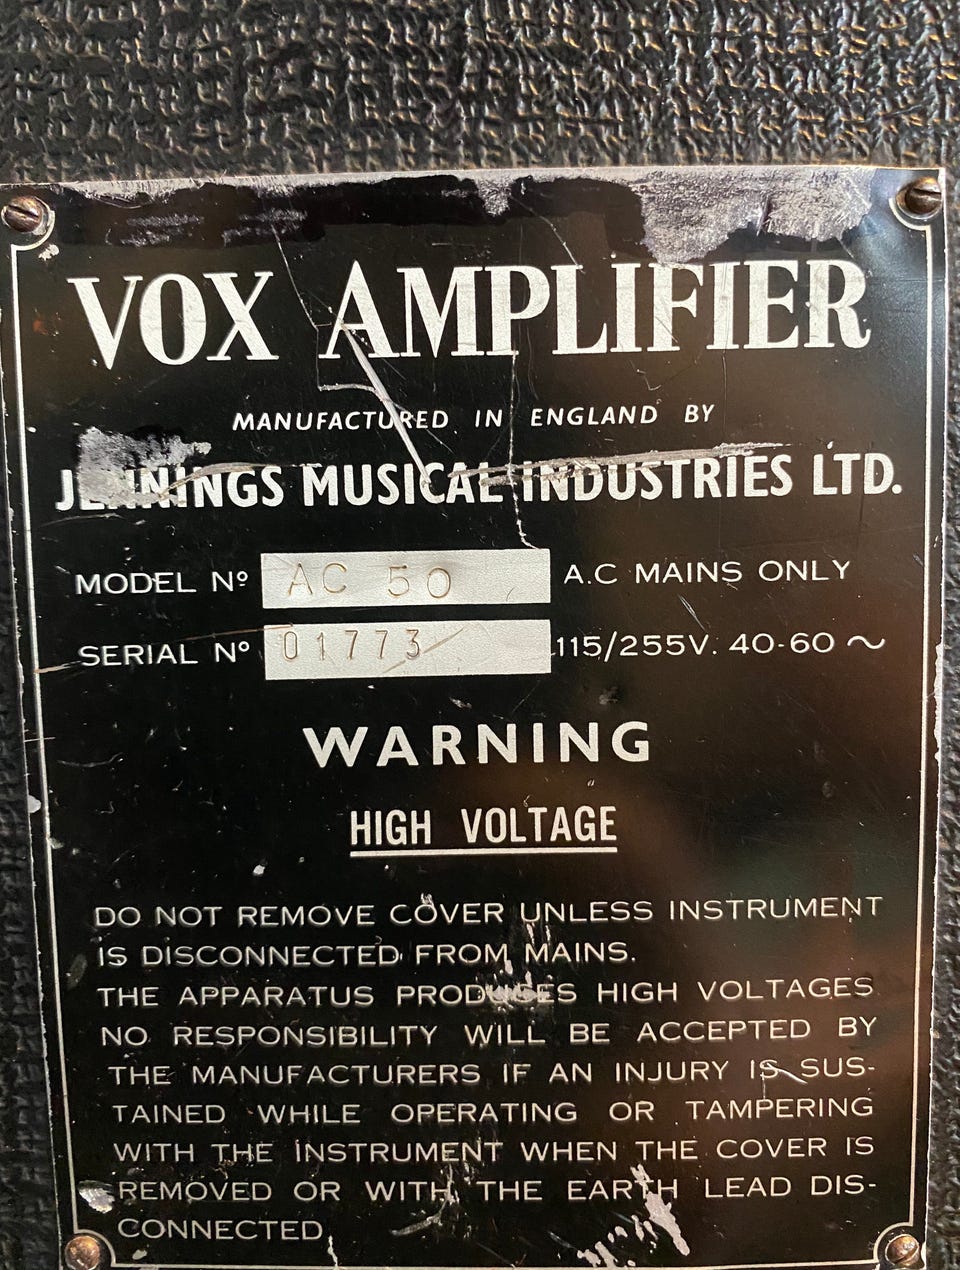 VOX AMPLIFIER
MANUFACTURED IN ENGLAND BY
JENNINGS MUSICAL INDUSTRIES LTD.
MODEL Nº AC 50 A.C MAINS ONLY
SERIAL Nº 01773 115/255V. 40-60 ~
WARNING
HIGH VOLTAGE
DO NOT REMOVE COVER UNLESS INSTRUMENT
IS DISCONNECTED FROM MAINS.
THE APPARATUS PRODUCES HIGH VOLTAGES
NO RESPONSIBILITY WILL BE ACCEPTED BY
THE MANUFACTURERS IF AN INJURY IS SUS-
TAINED WHILE OPERATING OR TAMPERING
WITH THE INSTRUMENT WHEN THE COVER IS
REMOVED OR WITH THE EARTH LEAD DIS-
CONNECTED